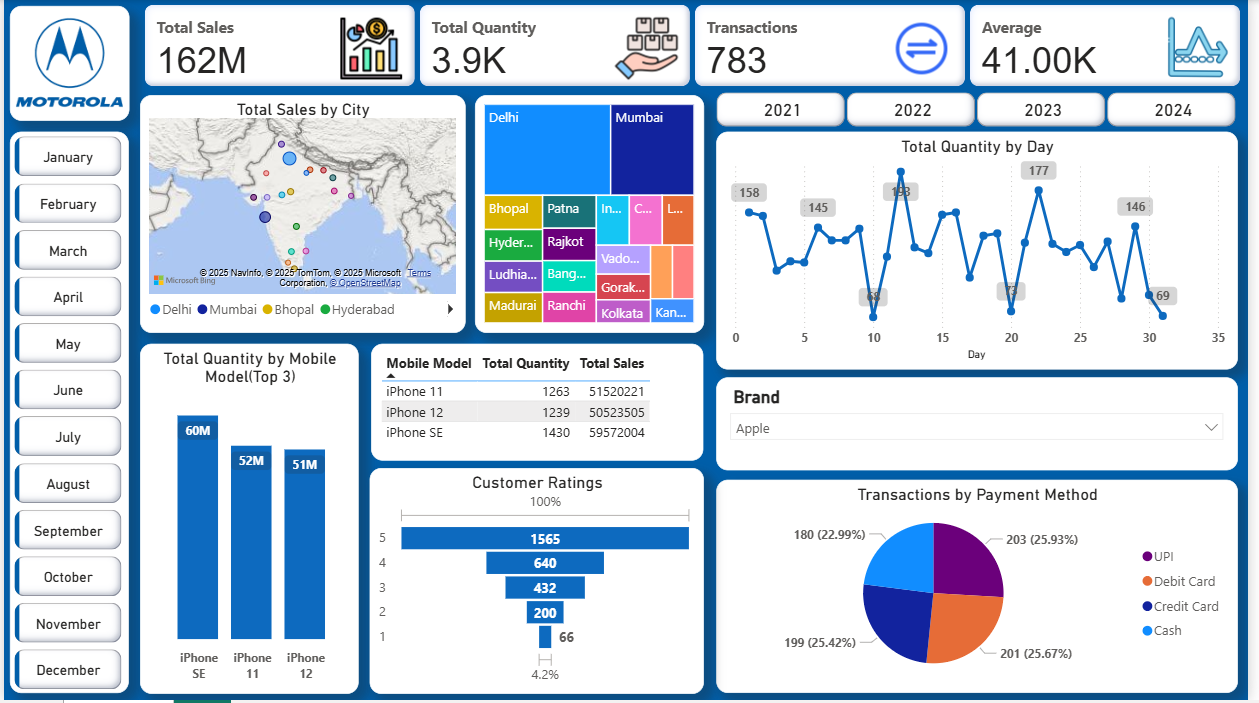 MOTOROLA
Total Sales
162M
Total Quantity
3.9K
Transactions
783
Average
41.00K
January
February
March
April
May
June
July
August
September
October
November
December
Total Sales by City
© 2025 NavInfo, © 2025 TomTom, © 2025 Microsoft
Corporation, © OpenStreetMap
Terms
Microsoft Bing
Delhi Mumbai Bhopal Hyderabad
Delhi
Mumbai
Bhopal
Patna
In...
C...
L...
Hyder...
Rajkot
Vado...
Ludhia...
Bang...
Gorak...
Madurai
Ranchi
Kolkata
Kan...
2021
2022
2023
2024
Total Quantity by Day
158
145
68
193
73
177
146
69
0 5 10 15 20 25 30 35
Day
Total Quantity by Mobile
Model(Top 3)
60M
52M
51M
iPhone
SE
iPhone
11
iPhone
12
Mobile Model Total Quantity Total Sales
iPhone 11 1263 51520221
iPhone 12 1239 50523505
iPhone SE 1430 59572004
Customer Ratings
100%
5 1565
4 640
3 432
2 200
1 66
4.2%
Brand
Apple
Transactions by Payment Method
180 (22.99%)
203 (25.93%)
199 (25.42%)
201 (25.67%)
UPI
Debit Card
Credit Card
Cash